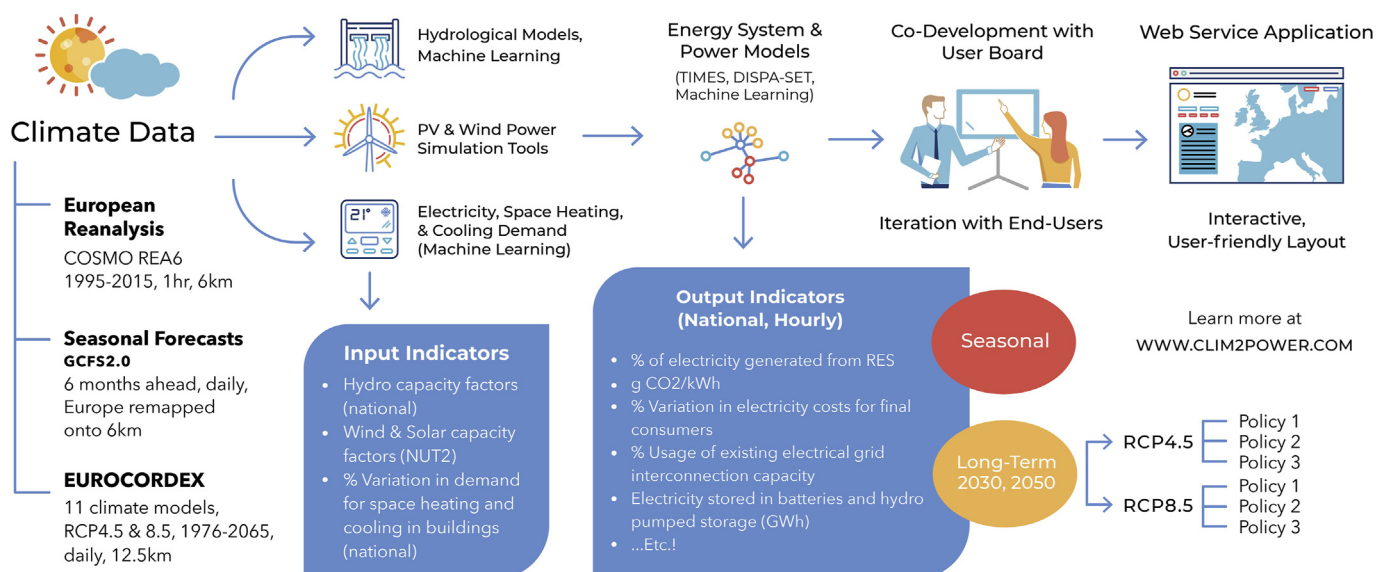 Climate Data
European
Reanalysis
COSMO REA6
1995-2015, 1hr, 6km
Seasonal Forecasts
GCFS2.0
6 months ahead, daily,
Europe remapped
onto 6km
EUROCORDEX
11 climate models,
RCP4.5 & 8.5, 1976-2065,
daily, 12.5km
Hydrological Models,
Machine Learning
PV & Wind Power
Simulation Tools
21°
Electricity, Space Heating,
& Cooling Demand
(Machine Learning)
Input Indicators
• Hydro capacity factors
(national)
• Wind & Solar capacity
factors (NUT2)
• % Variation in demand
for space heating and
cooling in buildings
(national)
Energy System &
Power Models
(TIMES, DISPA-SET,
Machine Learning)
Output Indicators
(National, Hourly)
• % of electricity generated from RES
• g CO2/kWh
• % Variation in electricity costs for final
consumers
• % Usage of existing electrical grid
interconnection capacity
• Electricity stored in batteries and hydro
pumped storage (GWh)
• ...Etc.!
Co-Development with
User Board
Iteration with End-Users
Web Service Application
Interactive,
User-friendly Layout
Learn more at
WWW.CLIM2POWER.COM
Seasonal
Long-Term
2030, 2050
RCP4.5
Policy 1
Policy 2
Policy 3
RCP8.5
Policy 1
Policy 2
Policy 3